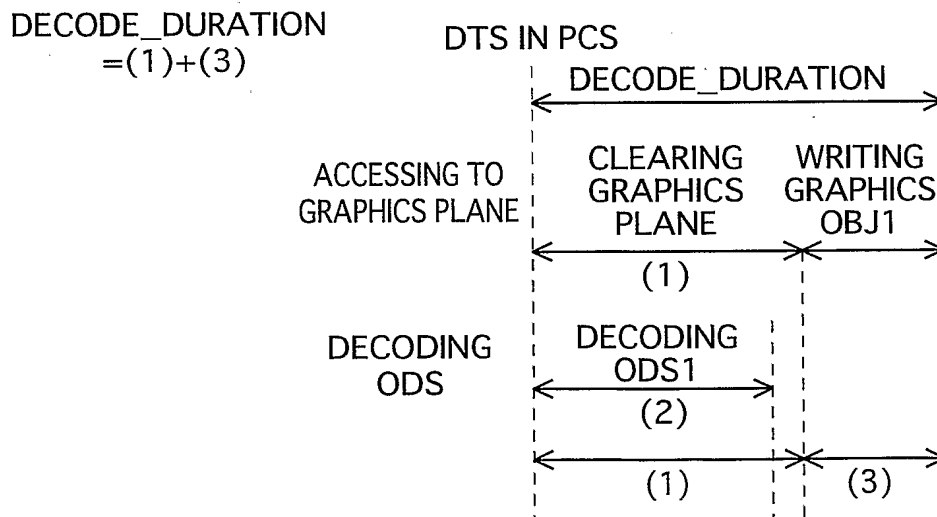 DECODE_DURATION
=(1)+(3)
DTS IN PCS
DECODE_DURATION
ACCESSING TO
GRAPHICS PLANE
CLEARING
GRAPHICS
PLANE
WRITING
GRAPHICS
OBJ1
(1)
DECODING
ODS
DECODING
ODS1
(2)
(1)
(3)